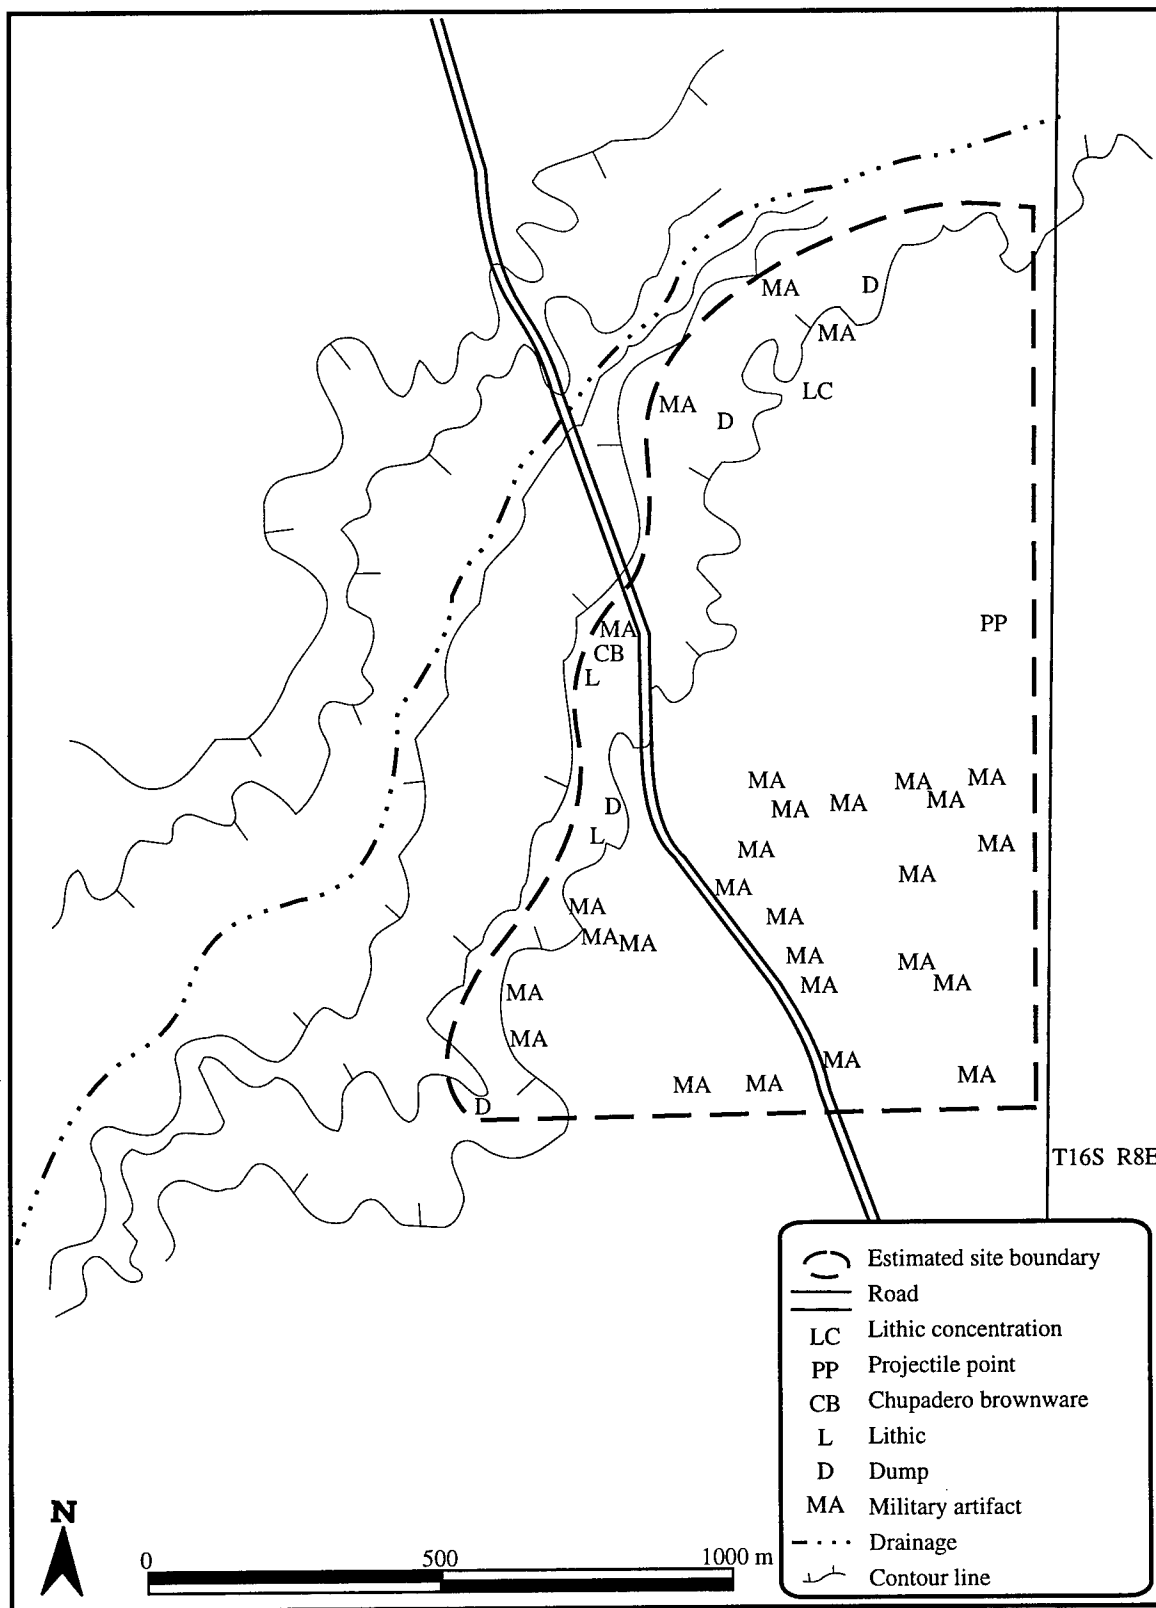 MA D
MA
LC
MA D
PP
MA
CB
L
MA MA MA
MA MA MA
D
L
MA MA
MA
MA
MA MA
MA MA
MA MA
MA MA
MA MA
MA
MA
MA MA MA
D
T16S R8E
Estimated site boundary
Road
LC Lithic concentration
PP Projectile point
CB Chupadero brownware
L Lithic
D Dump
MA Military artifact
Drainage
Contour line
N
0 500 1000 m